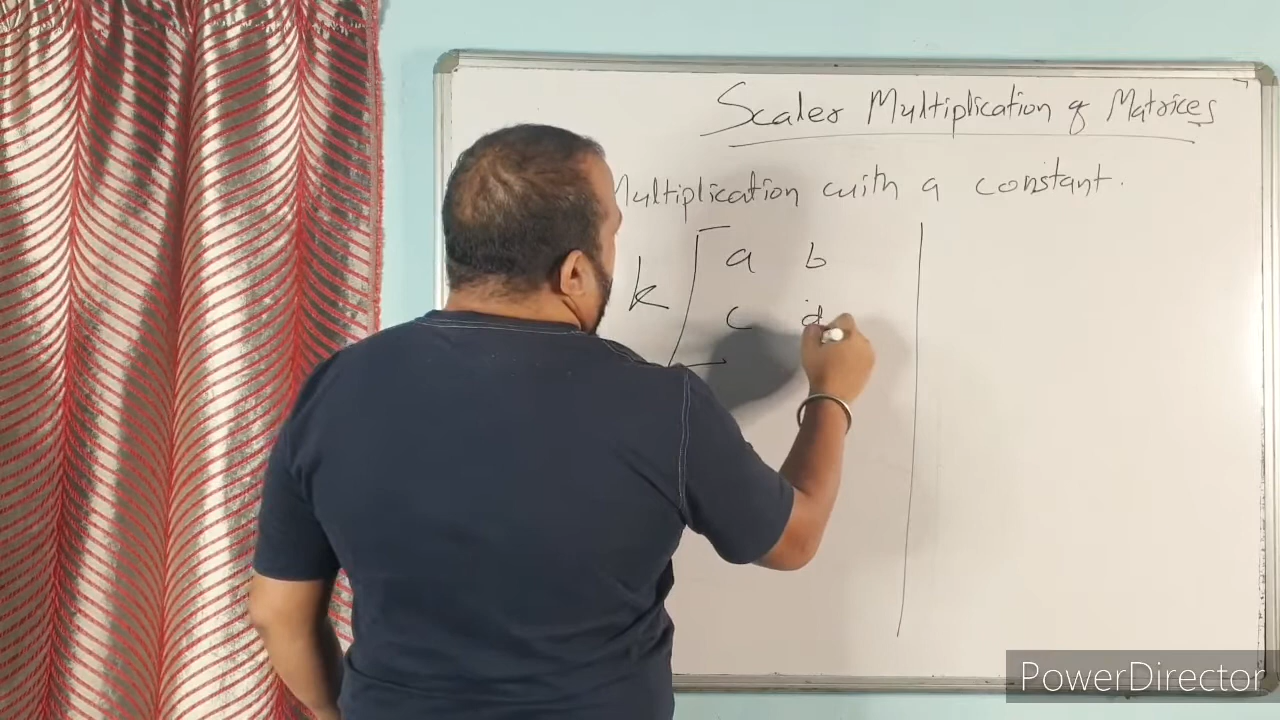 Scaler Multiplication of Matrices
Multiplication with a constant.
k [ a b
c d
PowerDirector